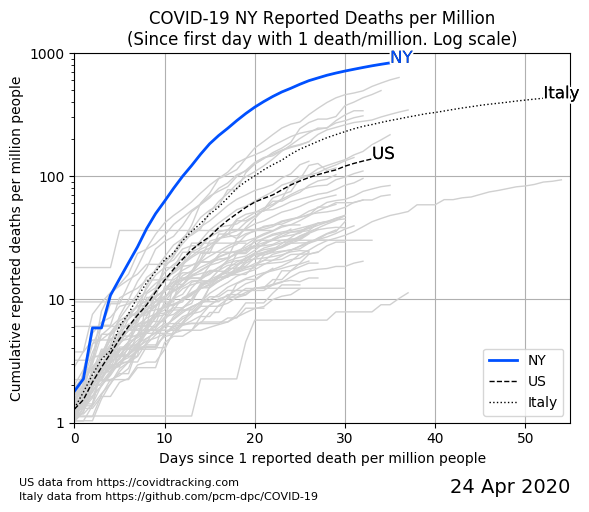 COVID-19 NY Reported Deaths per Million
(Since first day with 1 death/million. Log scale)
Cumulative reported deaths per million people
1000
100
10
1
NY
Italy
US
NY
US
Italy
0 10 20 30 40 50
Days since 1 reported death per million people
US data from https://covidtracking.com
Italy data from https://github.com/pcm-dpc/COVID-19
24 Apr 2020